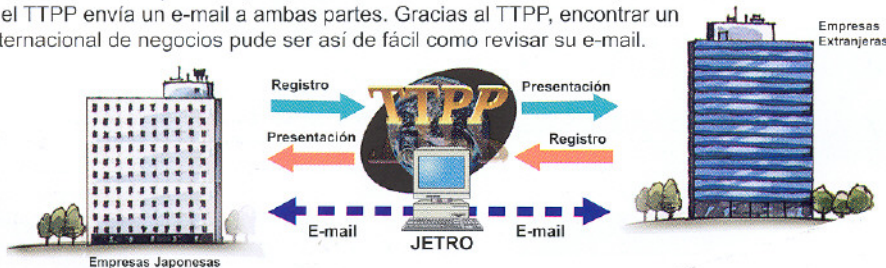 el TTPP envía un e-mail a ambas partes. Gracias al TTPP, encontrar un
ternacional de negocios pude ser así de fácil como revisar su e-mail.
Empresas
Extranjeras
Registro
TTPP
Presentación
Presentación
Registro
E-mail
E-mail
JETRO
Empresas Japonesas